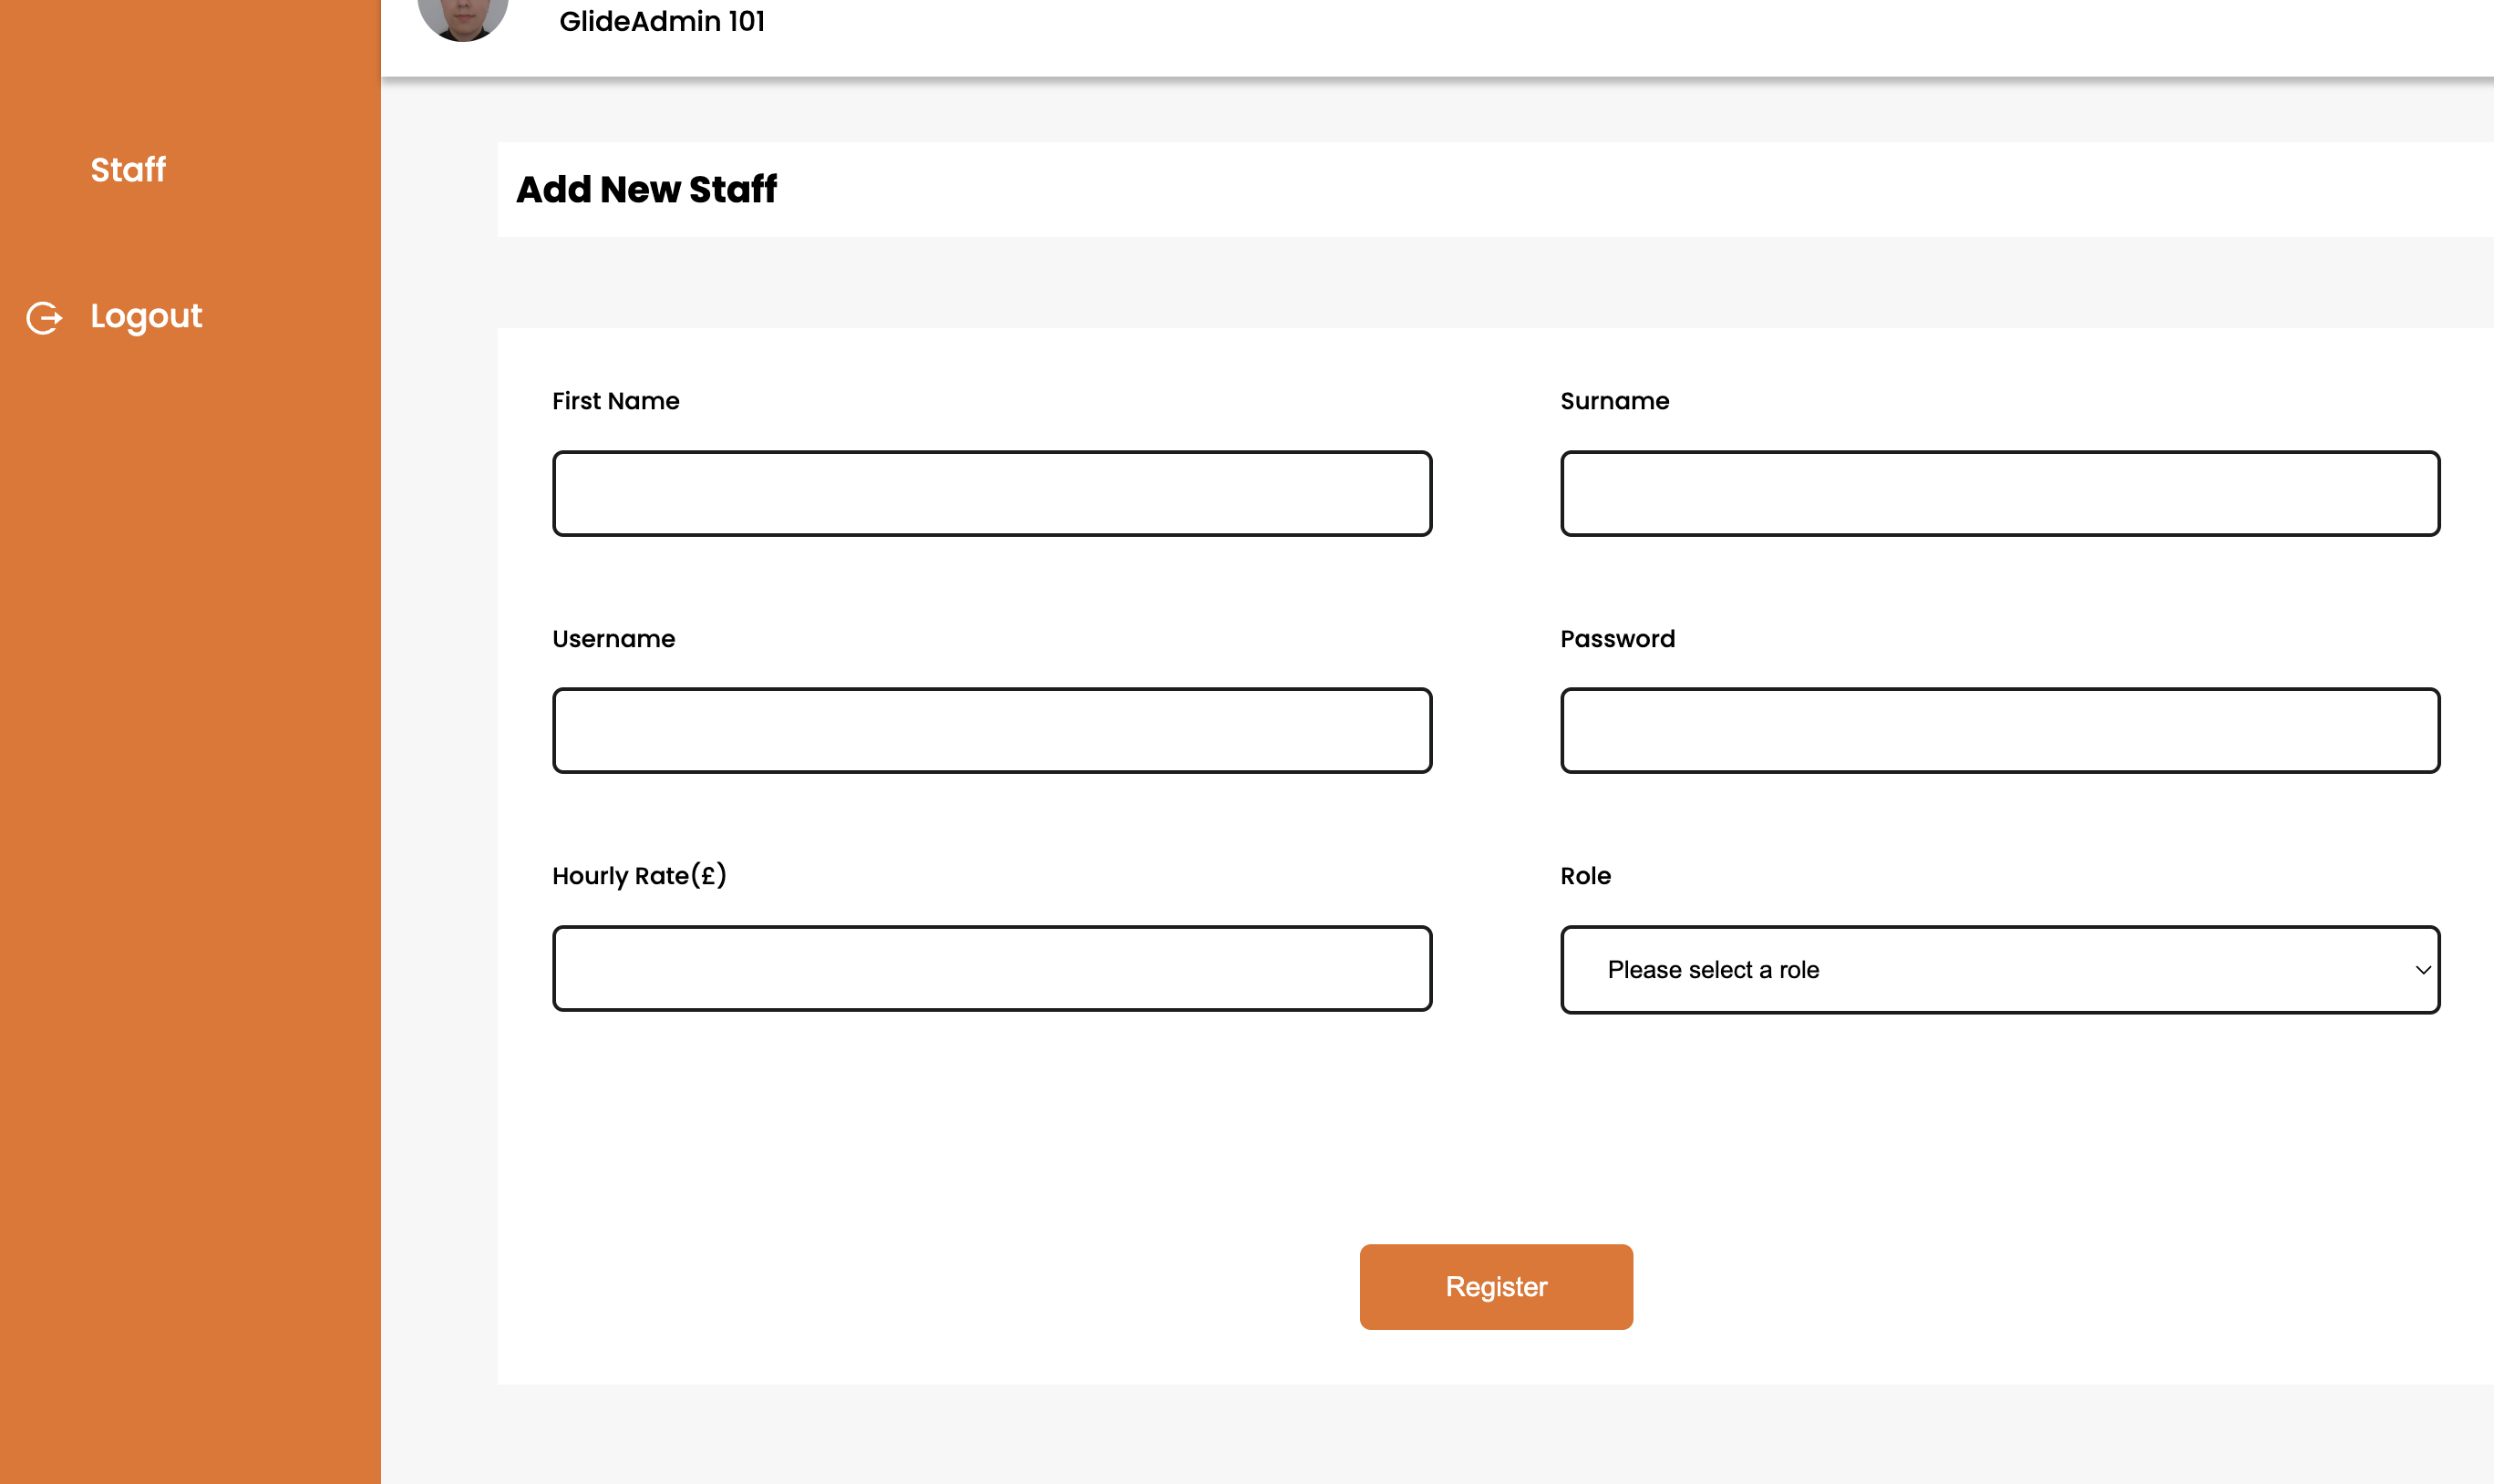 GlideAdmin 101
Staff
Logout
Add New Staff
First Name
Surname
Username
Password
Hourly Rate(£)
Role
Please select a role
Register